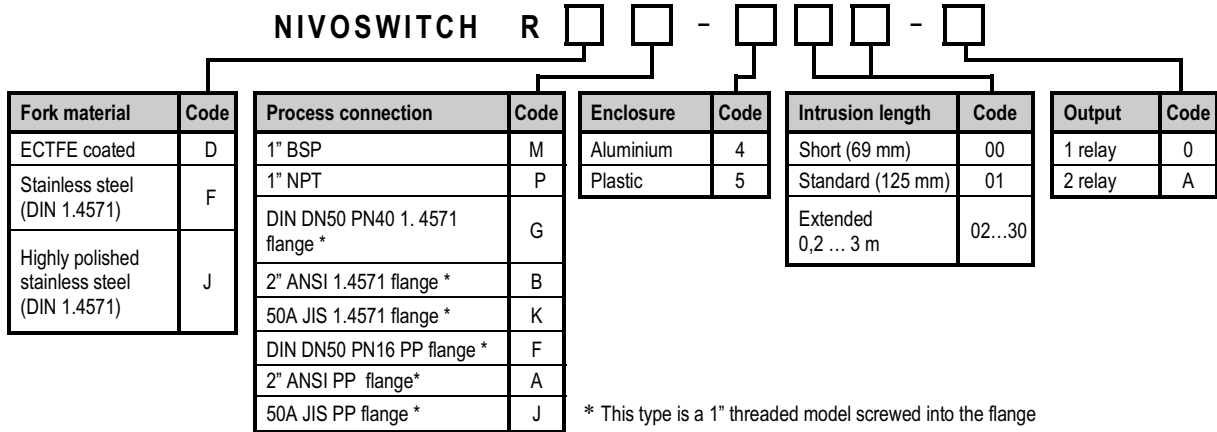 NIVOSWITCH R - -
Fork material Code
ECTFE coated D
Stainless steel
(DIN 1.4571) F
Highly polished
stainless steel
(DIN 1.4571) J
Process connection Code
1” BSP M
1” NPT P
DIN DN50 PN40 1. 4571
flange * G
2” ANSI 1.4571 flange * B
50A JIS 1.4571 flange * K
DIN DN50 PN16 PP flange * F
2” ANSI PP flange* A
50A JIS PP flange * J
Enclosure Code
Aluminium 4
Plastic 5
Intrusion length Code
Short (69 mm) 00
Standard (125 mm) 01
Extended
0,2 … 3 m 02…30
Output Code
1 relay 0
2 relay A
* This type is a 1” threaded model screwed into the flange